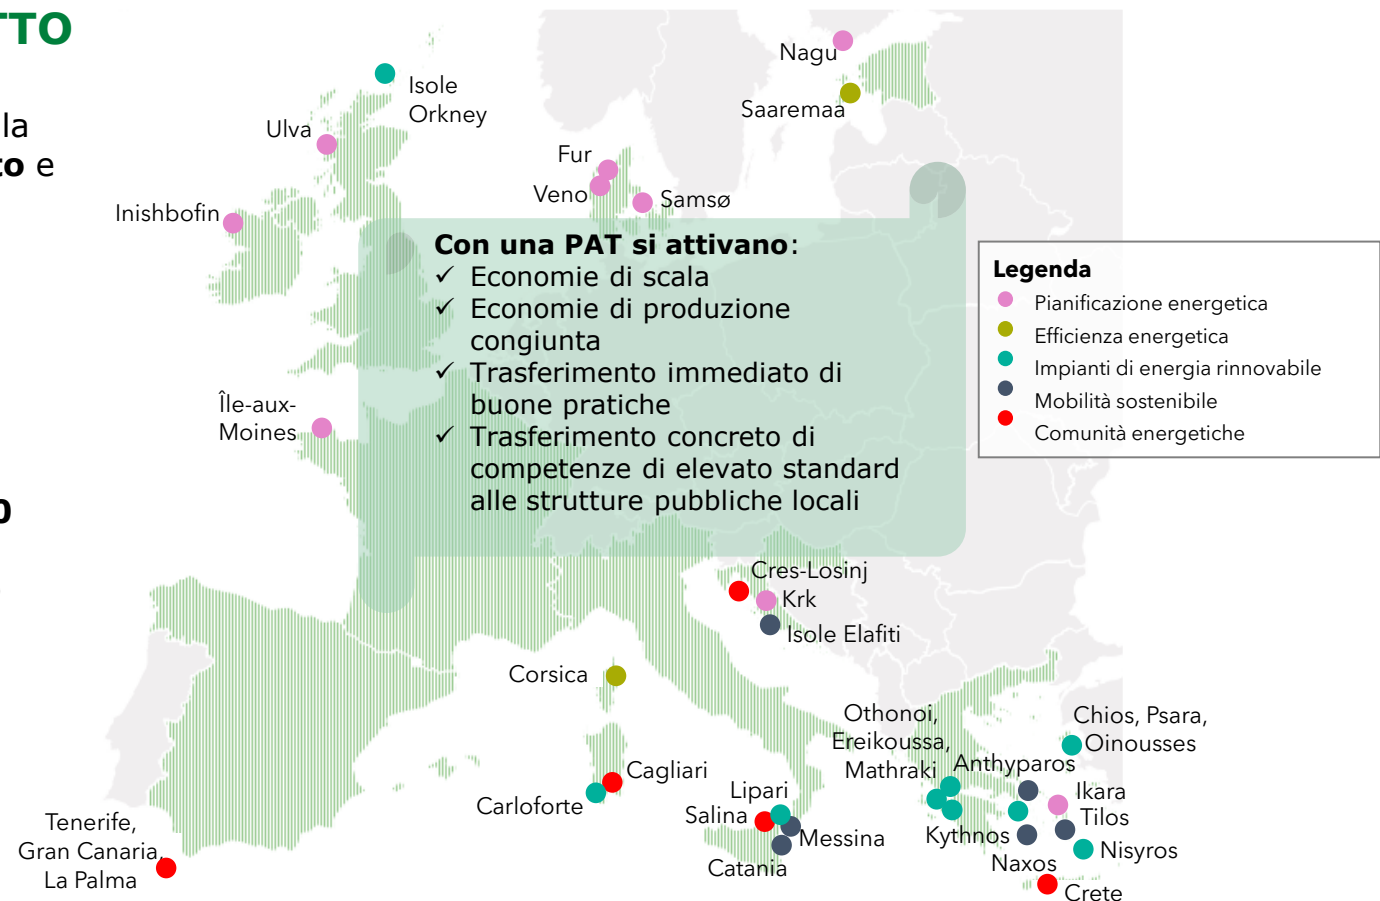 TTO
la
to e
0
Nagu
Saaremaa
Isole
Orkney
Ulva
Fur
Veno
Samsø
Inishbofin
Île-aux-
Moines
Con una PAT si attivano:
✓ Economie di scala
✓ Economie di produzione
congiunta
✓ Trasferimento immediato di
buone pratiche
✓ Trasferimento concreto di
competenze di elevato standard
alle strutture pubbliche locali
Legenda
Pianificazione energetica
Efficienza energetica
Impianti di energia rinnovabile
Mobilità sostenibile
Comunità energetiche
Cres-Losinj
Krk
Isole Elafiti
Corsica
Cagliari
Carloforte
Lipari
Salina
Messina
Catania
Othonoi,
Ereikoussa,
Mathraki
Anthyparos
Chios, Psara,
Oinousses
Ikara
Tilos
Kythnos
Nisyros
Naxos
Crete
Tenerife,
Gran Canaria,
La Palma